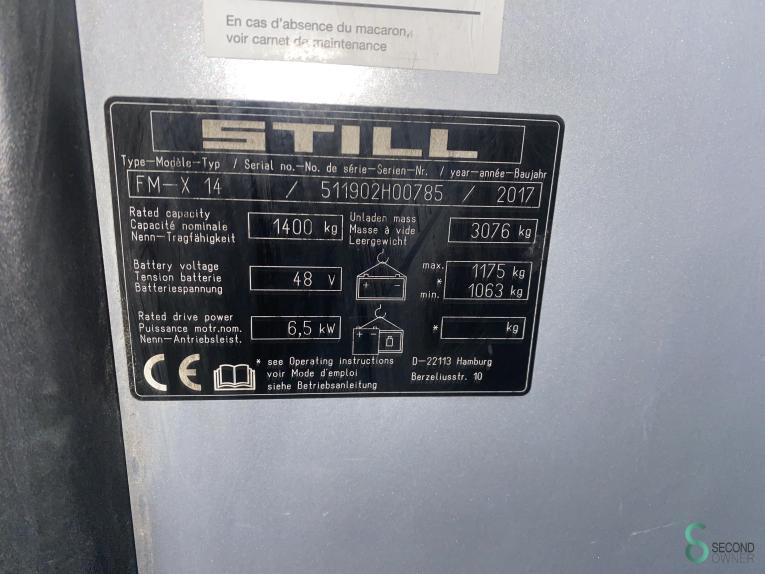 En cas d'absence du macaron,
voir carnet de maintenance
STILL
Type-Modèle-Typ / Serial no.-No. de série-Serien-Nr. / year-année-Baujahr
FM-X 14 / 511902H00785 / 2017
Rated capacity
Capacité nominale
Nenn-Tragfähigkeit
1400 kg
Unladen mass
Masse à vide
Leergewicht
3076 kg
Battery voltage
Tension batterie
Batteriespannung
48 V
+ -
max. 1175 kg
*
min. 1063 kg
Rated drive power
Puissance motr.nom.
Nenn-Antriebsleist.
6,5 kW
+
* kg
CE
* see Operating instructions
voir Mode d'emploi
siehe Betriebsanleitung
D-22113 Hamburg
Berzeliusstr. 10
SECOND
OWNER